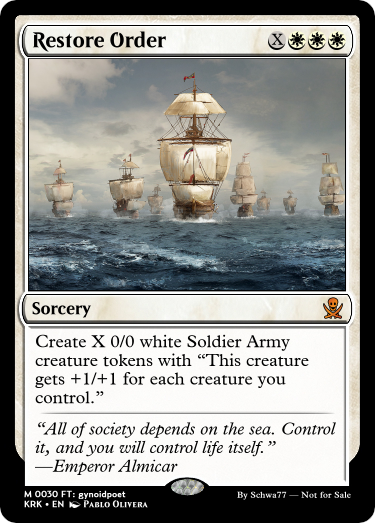 Restore Order X
Sorcery
Create X 0/0 white Soldier Army
creature tokens with “This creature
gets +1/+1 for each creature you
control.”
“All of society depends on the sea. Control
it, and you will control life itself.”
—Emperor Almicar
M 0030 FT: gynoidpoet
KRK • EN Pablo Olivera
By Schwa77 — Not for Sale